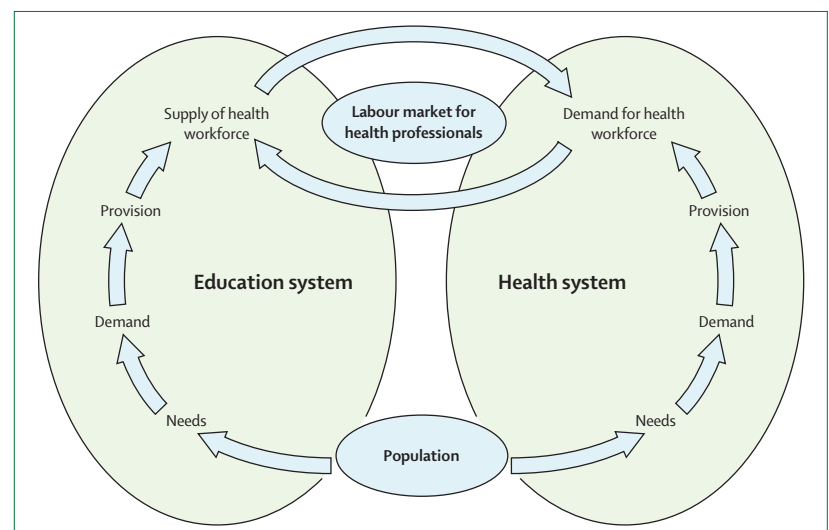 Labour market for
health professionals
Supply of health
workforce
Demand for health
workforce
Provision
Provision
Education system
Health system
Demand
Demand
Needs
Needs
Population